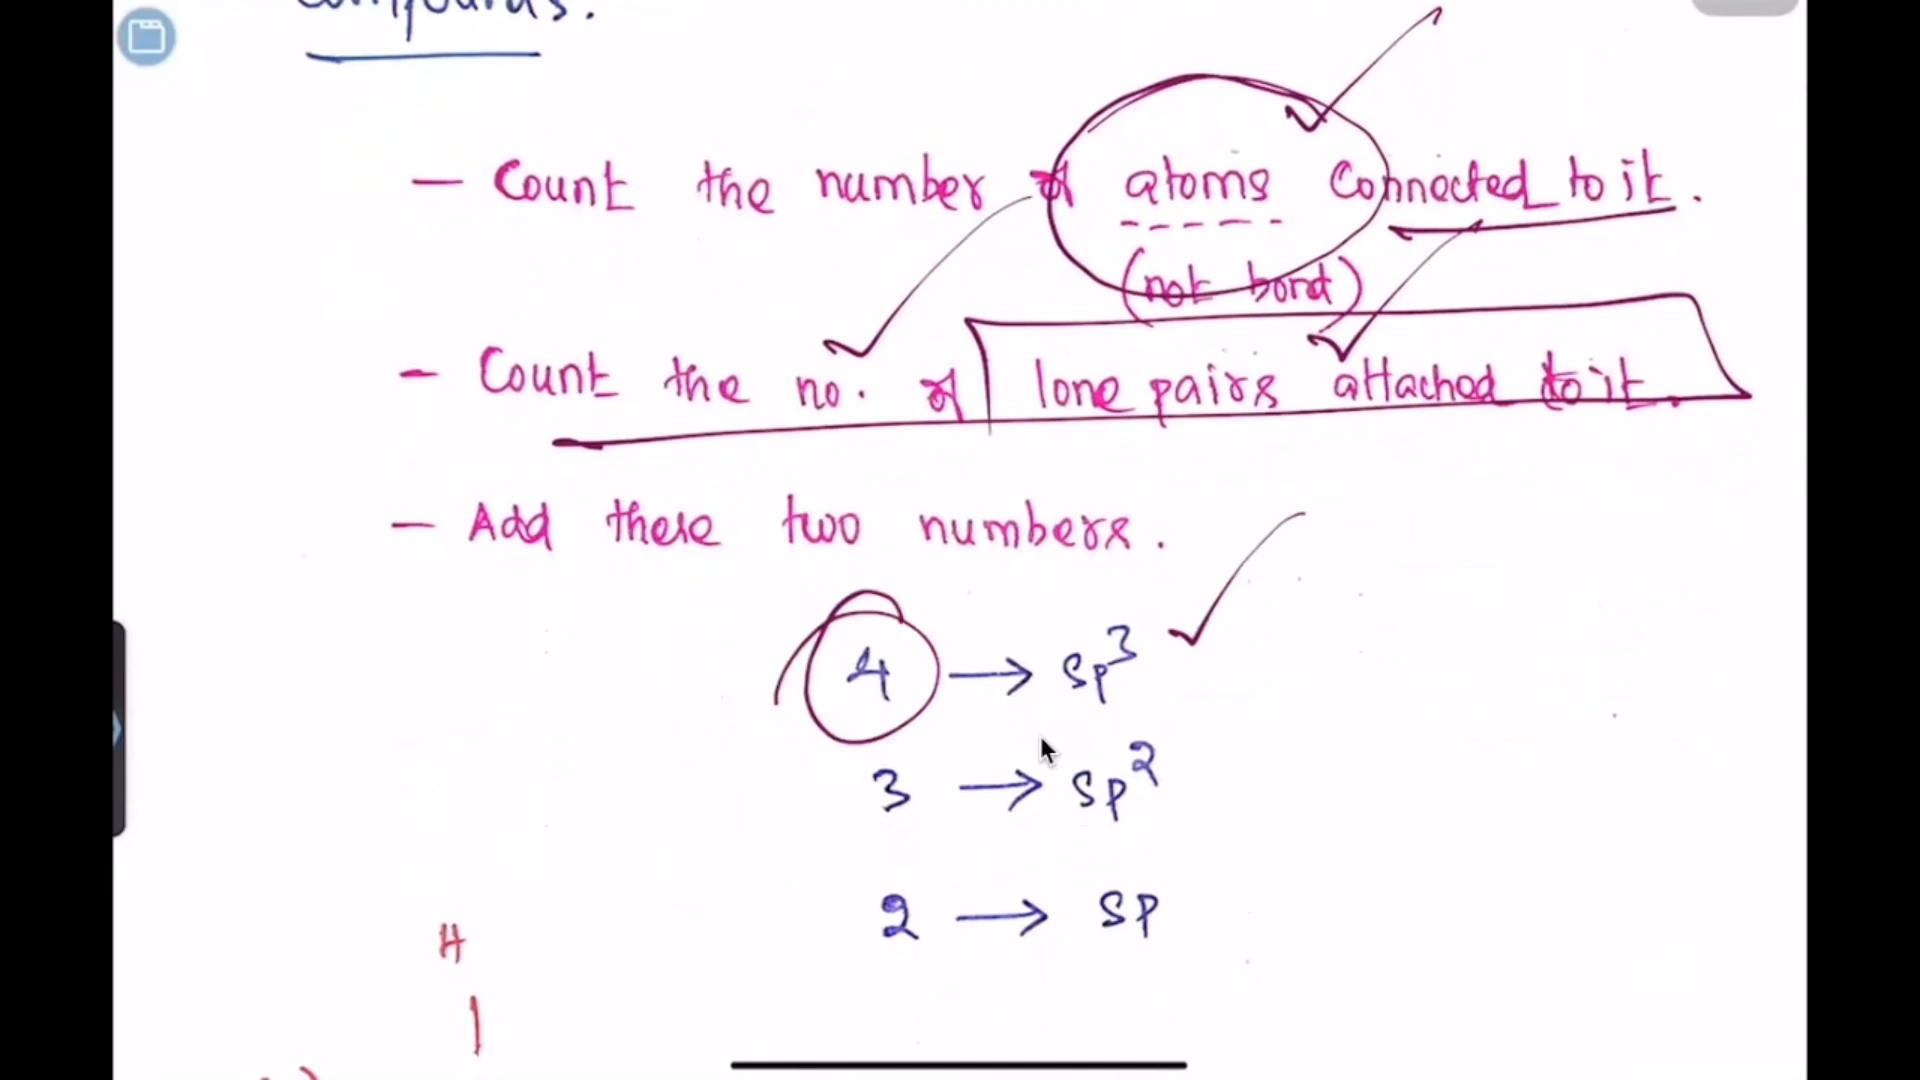 compounds.
- Count the number of atoms connected to it.
(not bond)
- Count the no. of lone pairs attached to it.
- Add these two numbers.
4 → sp³
3 → sp²
2 → sp
H